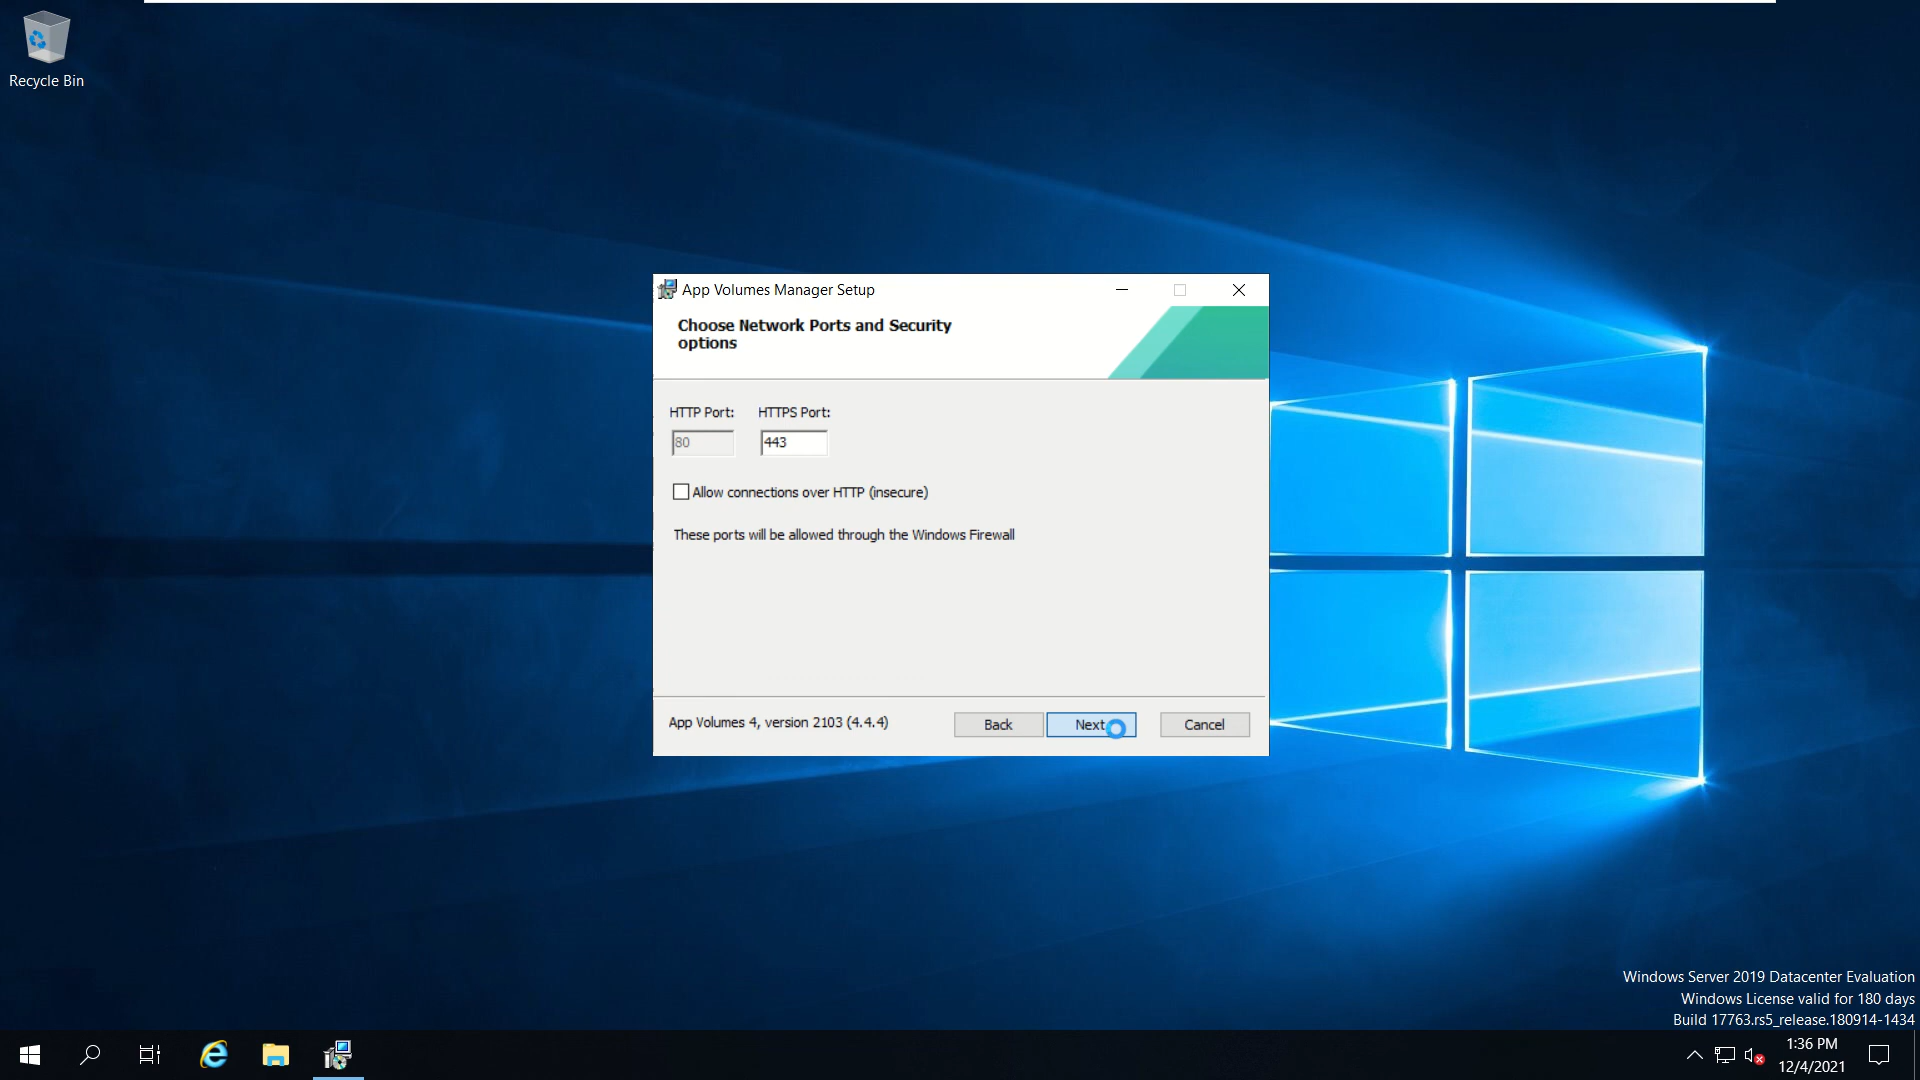 Recycle Bin
App Volumes Manager Setup
Choose Network Ports and Security
options
HTTP Port: HTTPS Port:
80 443
Allow connections over HTTP (insecure)
These ports will be allowed through the Windows Firewall
App Volumes 4, version 2103 (4.4.4) Back Next Cancel
Windows Server 2019 Datacenter Evaluation
Windows License valid for 180 days
Build 17763.rs5_release.180914-1434
1:36 PM
12/4/2021